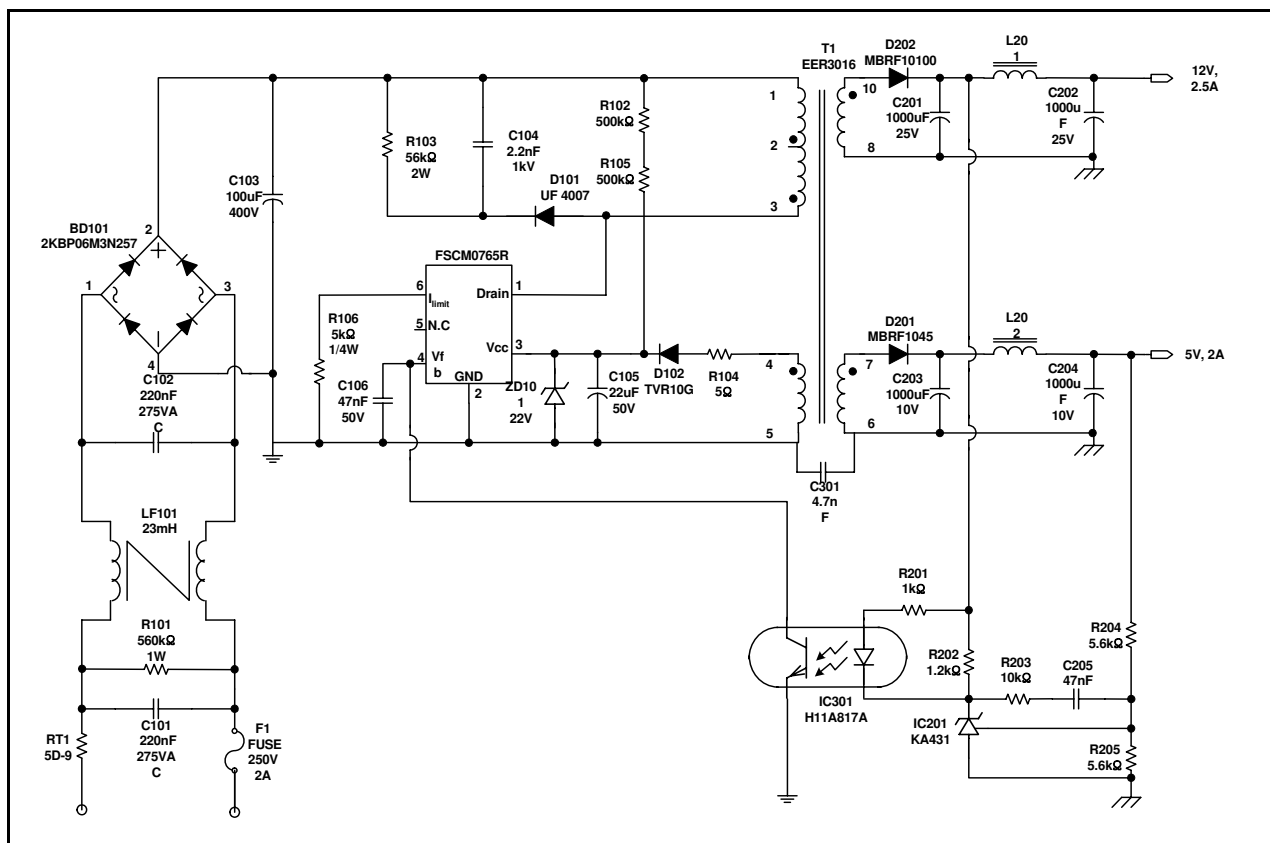 T1
EER3016
D202
MBRF10100
L20
1
12V,
2.5A
1
2
3
10
8
C201
1000uF
25V
C202
1000u
F
25V
R102
500kΩ
R105
500kΩ
R103
56kΩ
2W
C104
2.2nF
1kV
D101
UF 4007
C103
100uF
400V
BD101
2KBP06M3N257
2
1
3
4
FSCM0765R
6
Ilimit
5
N.C
4
Vf
b
Drain
1
Vcc
3
GND
2
R106
5kΩ
1/4W
C106
47nF
50V
ZD10
1
22V
C105
22uF
50V
D102
TVR10G
R104
5Ω
4
5
7
6
D201
MBRF1045
L20
2
5V, 2A
C203
1000uF
10V
C204
1000u
F
10V
C301
4.7n
F
C102
220nF
275VA
C
LF101
23mH
R101
560kΩ
1W
C101
220nF
275VA
C
RT1
5D-9
F1
FUSE
250V
2A
R201
1kΩ
R202
1.2kΩ
R203
10kΩ
C205
47nF
R204
5.6kΩ
R205
5.6kΩ
IC301
H11A817A
IC201
KA431